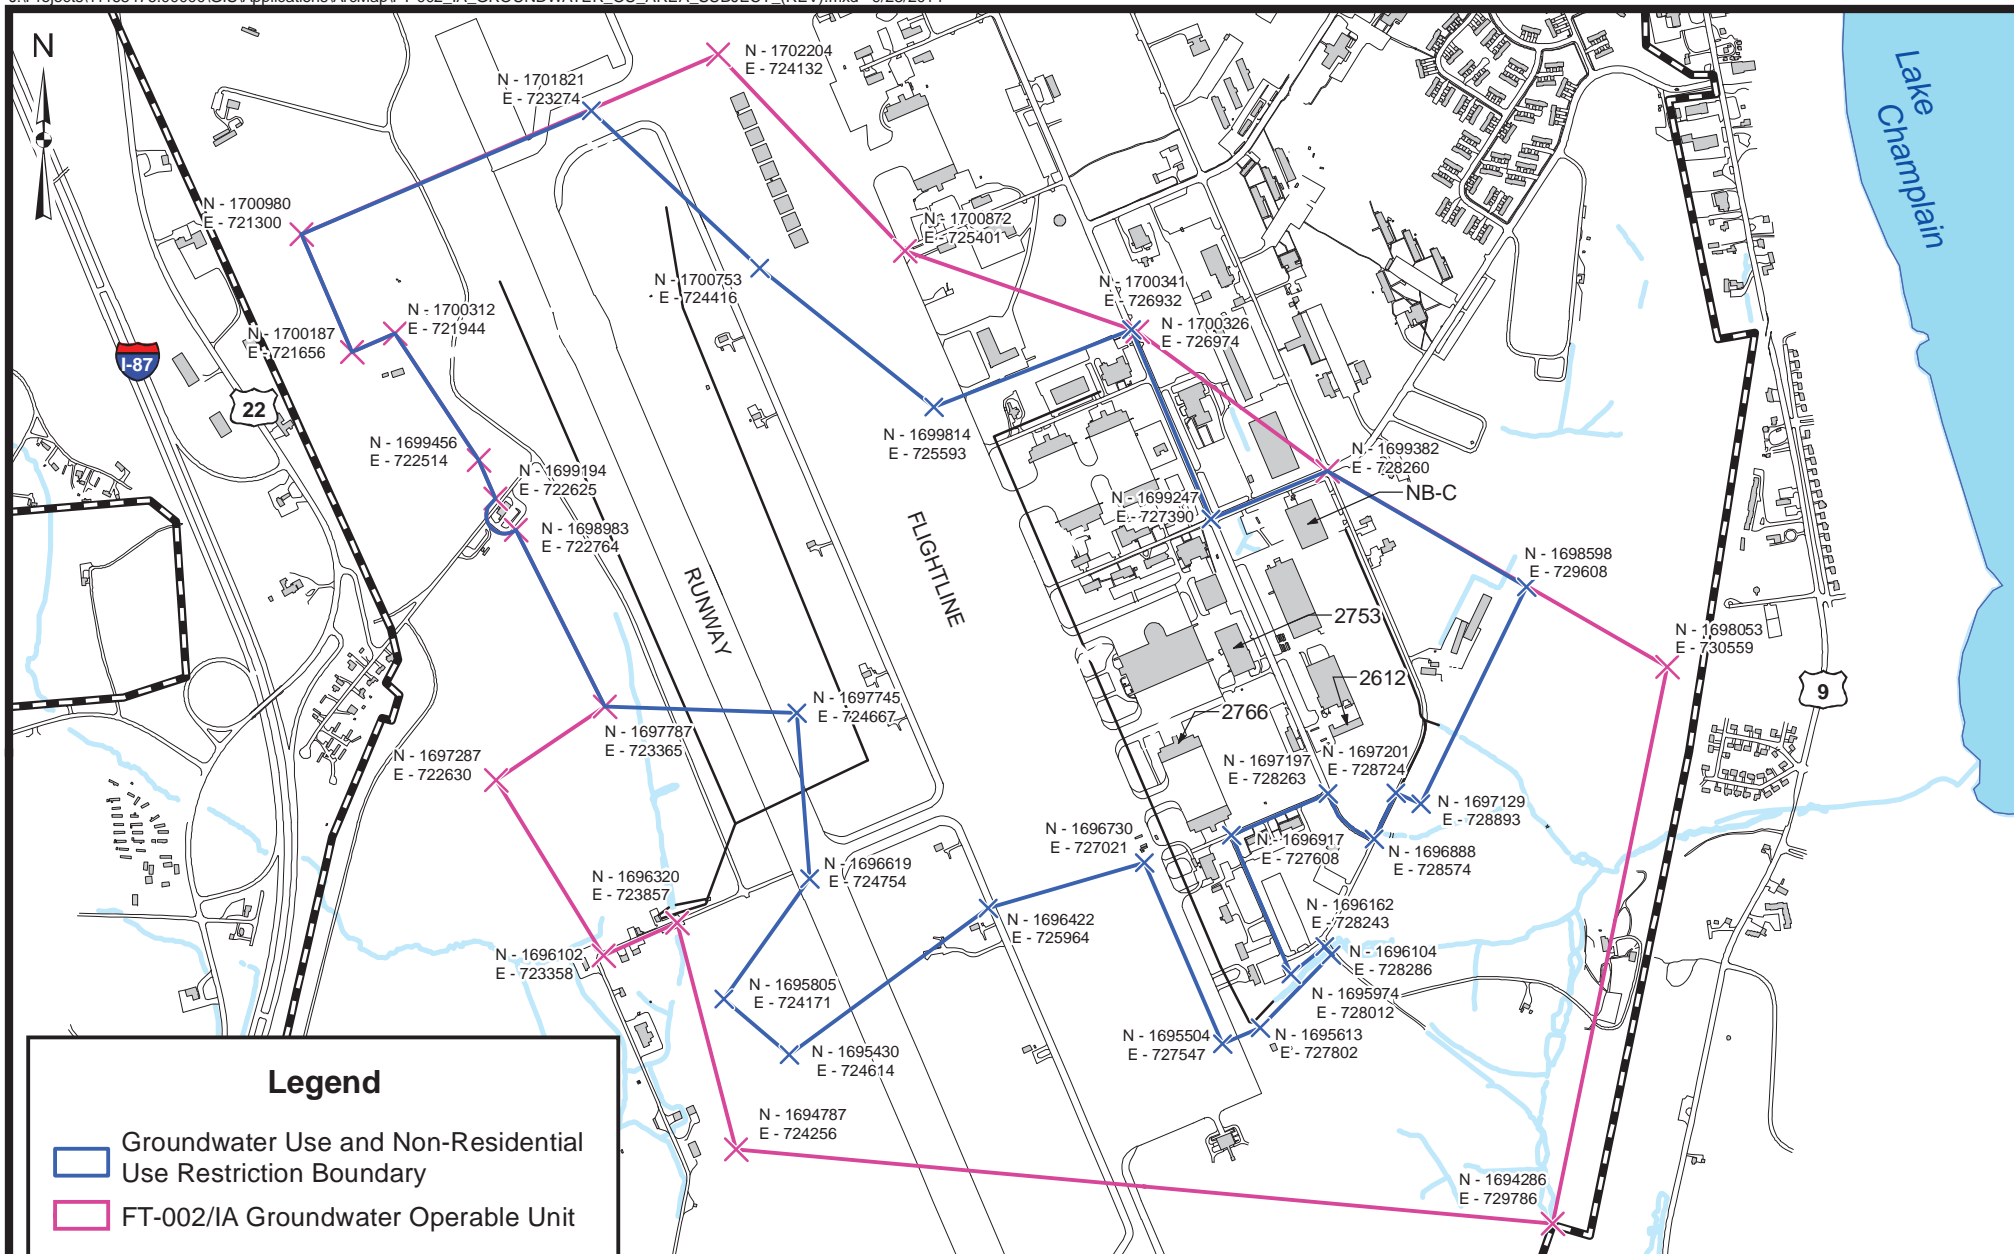 N
N - 1702204
E - 724132
N - 1701821
E - 723274
Lake
Champlain
N - 1700980
E - 721300
N - 1700872
E - 725401
N - 1700753
E - 724416
N - 1700341
E - 726932
N - 1700312
E - 721944
N - 1700326
E - 726974
N - 1700187
E - 721656
I-87
22
N - 1699814
E - 725593
N - 1699456
E - 722514
N - 1699382
E - 728260
N - 1699194
E - 722625
N - 1699247
E - 727390
NB-C
N - 1698983
E - 722764
FLIGHTLINE
RUNWAY
N - 1698598
E - 729608
2753
N - 1698053
E - 730559
2612
9
N - 1697745
E - 724667
2766
N - 1697787
E - 723365
N - 1697287
E - 722630
N - 1697201
E - 728724
N - 1697197
E - 728263
N - 1697129
E - 728893
N - 1696730
E - 727021
N - 1696917
E - 727608
N - 1696888
E - 728574
N - 1696619
E - 724754
N - 1696320
E - 723857
N - 1696422
E - 725964
N - 1696162
E - 728243
N - 1696102
E - 723358
N - 1696104
E - 728286
N - 1695805
E - 724171
N - 1695974
E - 728012
N - 1695504
E - 727547
N - 1695613
E - 727802
N - 1695430
E - 724614
N - 1694787
E - 724256
N - 1694286
E - 729786
Legend
Groundwater Use and Non-Residential
Use Restriction Boundary
FT-002/IA Groundwater Operable Unit